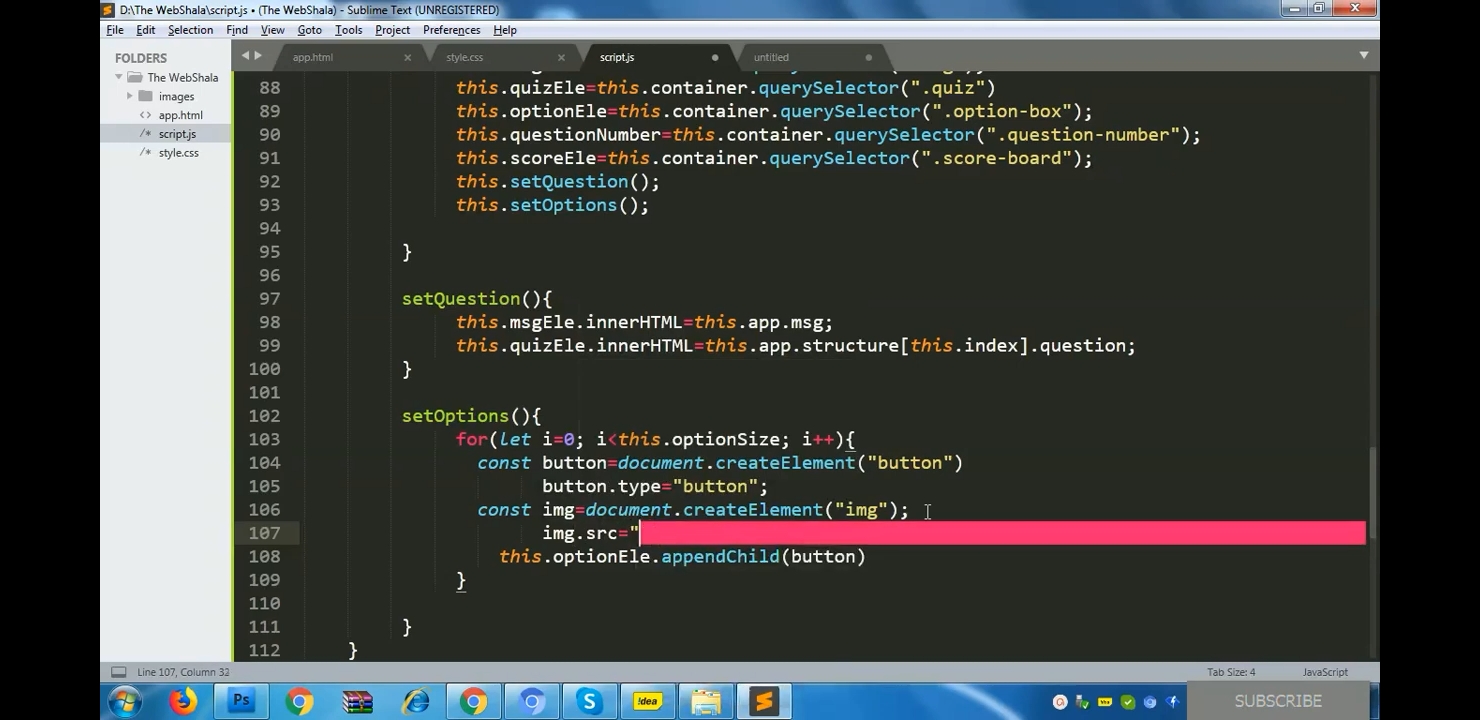 D:\The WebShala\script.js • (The WebShala) - Sublime Text (UNREGISTERED)
File Edit Selection Find View Goto Tools Project Preferences Help
FOLDERS
The WebShala
images
app.html
script.js
style.css
app.html style.css script.js untitled
88 this.quizEle=this.container.querySelector(".quiz")
89 this.optionEle=this.container.querySelector(".option-box");
90 this.questionNumber=this.container.querySelector(".question-number");
91 this.scoreEle=this.container.querySelector(".score-board");
92 this.setQuestion();
93 this.setOptions();
94
95 }
96
97 setQuestion(){
98 this.msgEle.innerHTML=this.app.msg;
99 this.quizEle.innerHTML=this.app.structure[this.index].question;
100 }
101
102 setOptions(){
103 for(let i=0; i<this.optionSize; i++){
104 const button=document.createElement("button")
105 button.type="button";
106 const img=document.createElement("img");
107 img.src="
108 this.optionEle.appendChild(button)
109 }
110
111 }
112 }
Line 107, Column 32
Tab Size: 4 JavaScript
Ps
!dea
SUBSCRIBE